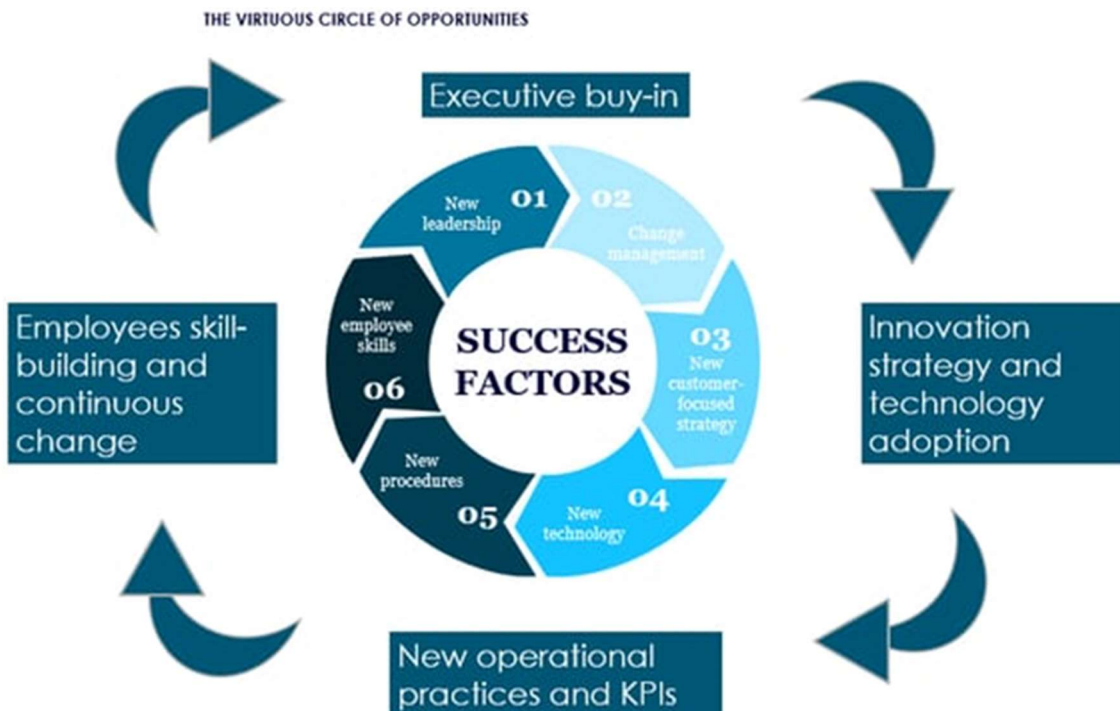 THE VIRTUOUS CIRCLE OF OPPORTUNITIES
Executive buy-in
01
New
leadership
02
Change
management
03
New
customer-
focused
strategy
04
New
technology
05
New
procedures
06
New
employee
skills
SUCCESS
FACTORS
Innovation
strategy and
technology
adoption
New operational
practices and KPIs
Employees skill-
building and
continuous
change